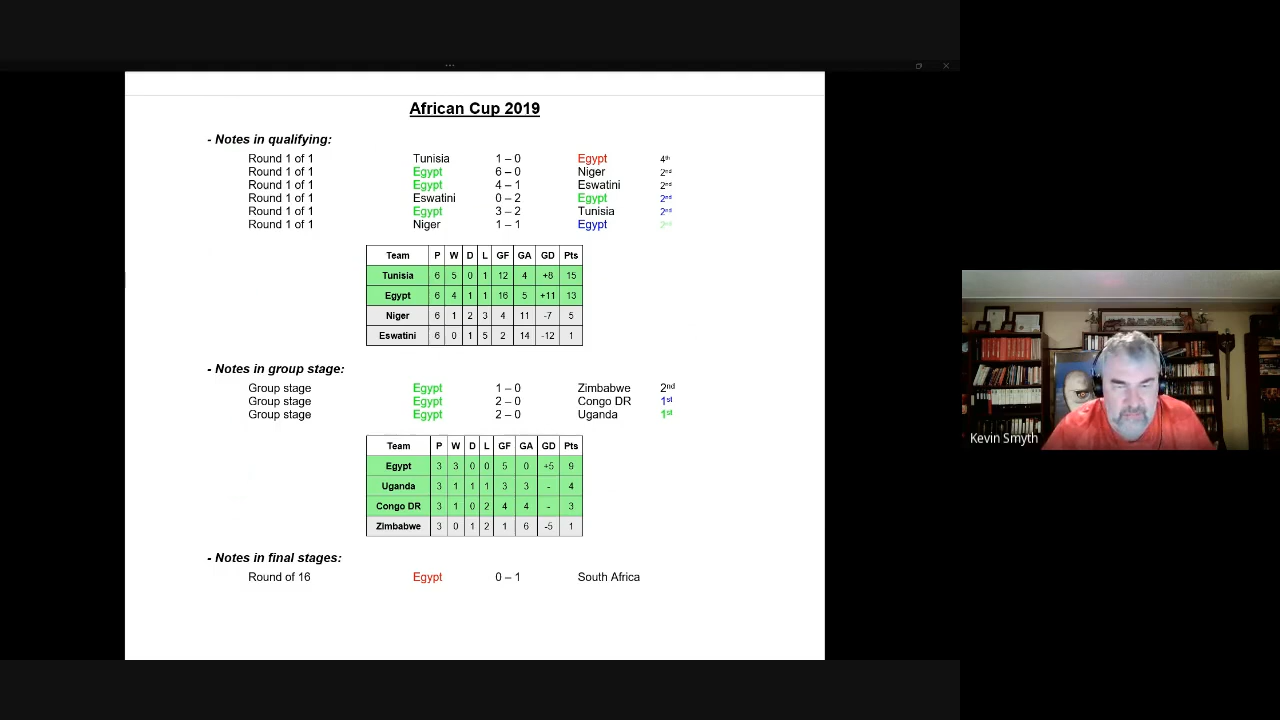 African Cup 2019
- Notes in qualifying:
Round 1 of 1 Tunisia 1 – 0 Egypt 4th
Round 1 of 1 Egypt 6 – 0 Niger 2nd
Round 1 of 1 Egypt 4 – 1 Eswatini 2nd
Round 1 of 1 Eswatini 0 – 2 Egypt 2nd
Round 1 of 1 Egypt 3 – 2 Tunisia 2nd
Round 1 of 1 Niger 1 – 1 Egypt 2nd
Team P W D L GF GA GD Pts
Tunisia 6 5 0 1 12 4 +8 15
Egypt 6 4 1 1 16 5 +11 13
Niger 6 1 2 3 4 11 -7 5
Eswatini 6 0 1 5 2 14 -12 1
- Notes in group stage:
Group stage Egypt 1 – 0 Zimbabwe 2nd
Group stage Egypt 2 – 0 Congo DR 1st
Group stage Egypt 2 – 0 Uganda 1st
Team P W D L GF GA GD Pts
Egypt 3 3 0 0 5 0 +5 9
Uganda 3 1 1 1 3 3 - 4
Congo DR 3 1 0 2 4 4 - 3
Zimbabwe 3 0 1 2 1 6 -5 1
- Notes in final stages:
Round of 16 Egypt 0 – 1 South Africa
Kevin Smyth